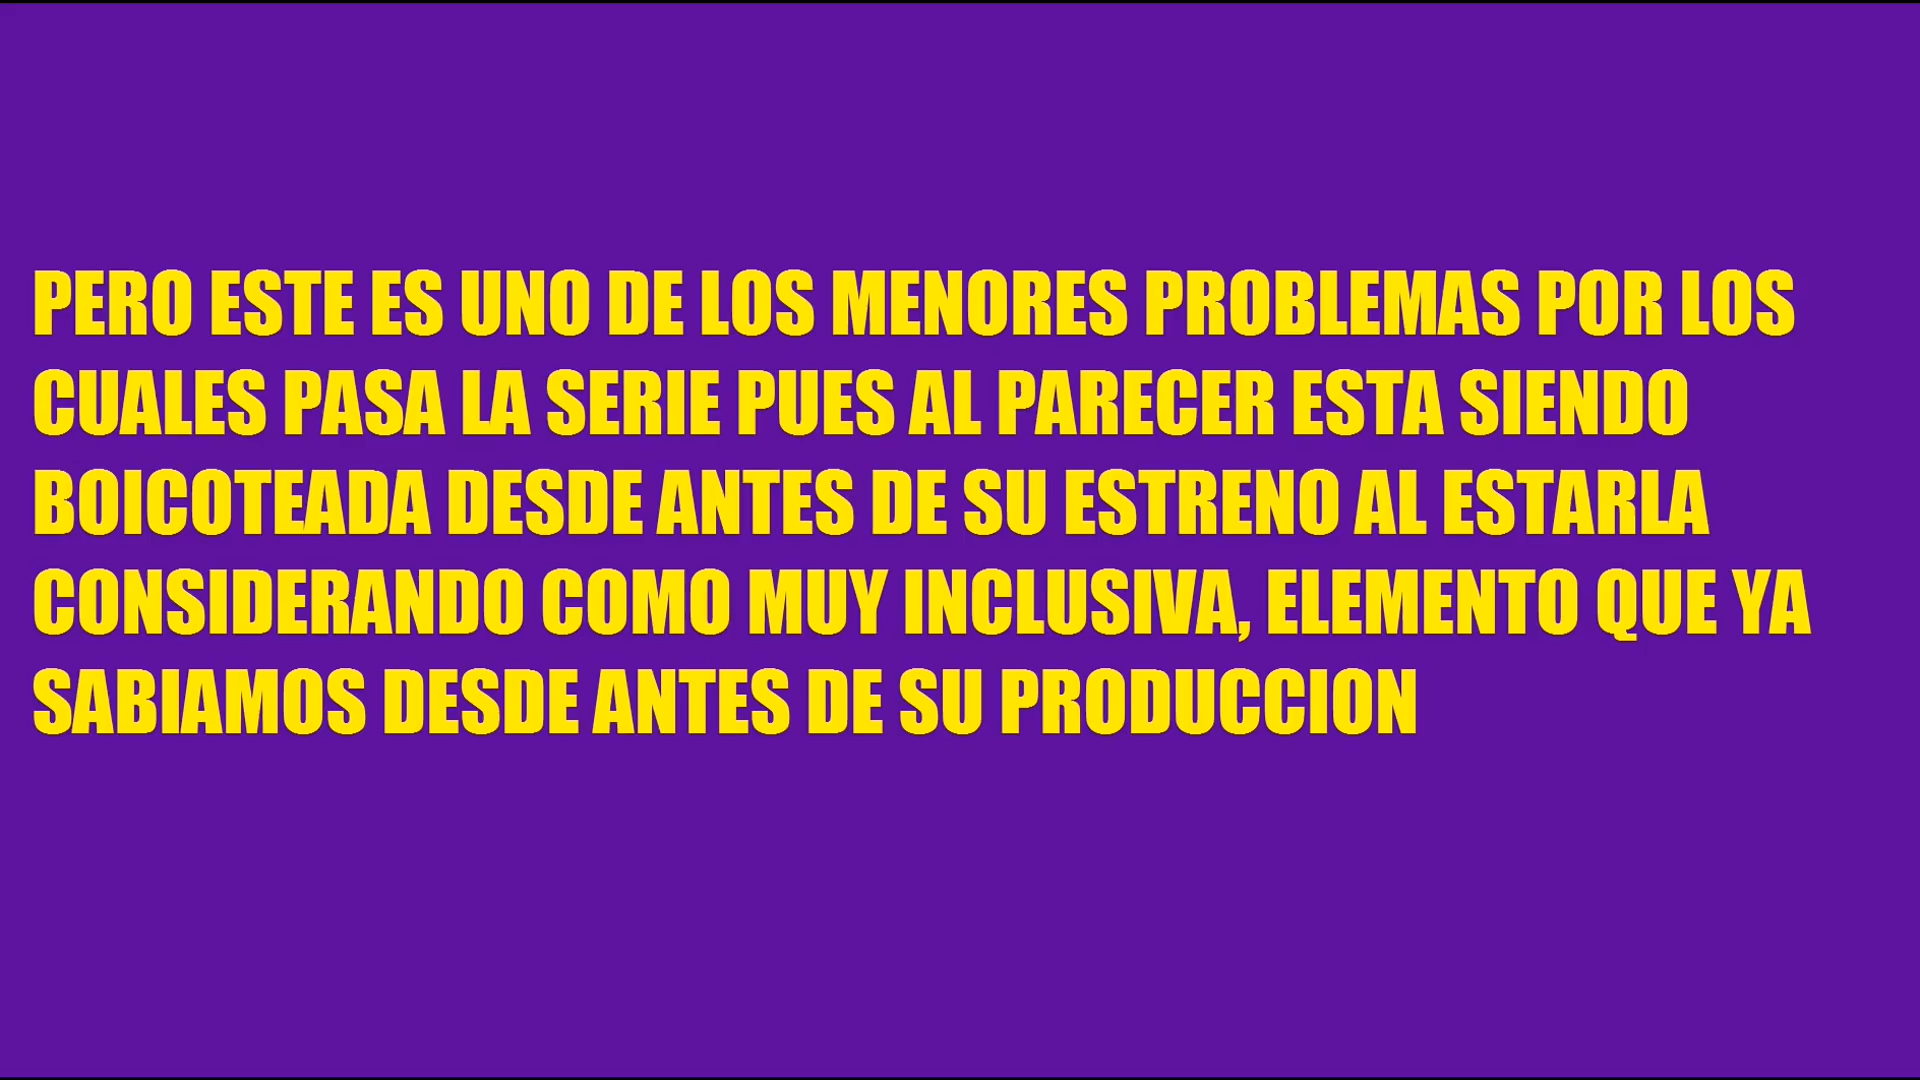 PERO ESTE ES UNO DE LOS MENORES PROBLEMAS POR LOS
CUALES PASA LA SERIE PUES AL PARECER ESTA SIENDO
BOICOTEADA DESDE ANTES DE SU ESTRENO AL ESTARLA
CONSIDERANDO COMO MUY INCLUSIVA, ELEMENTO QUE YA
SABIAMOS DESDE ANTES DE SU PRODUCCION